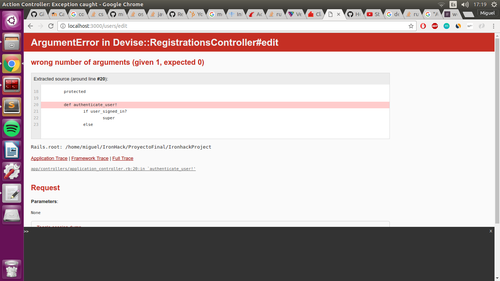 Action Controller: Exception caught - Google Chrome
17:19
Miguel
localhost:3000/users/edit
ArgumentError in Devise::RegistrationsController#edit
wrong number of arguments (given 1, expected 0)
Extracted source (around line #20):
18 protected
19
20 def authenticate_user!
21 if user_signed_in?
22 super
23 else
Rails.root: /home/miguel/IronHack/ProyectoFinal/IronhackProject
Application Trace | Framework Trace | Full Trace
app/controllers/application_controller.rb:20:in `authenticate_user!'
Request
Parameters:
None
>>
x